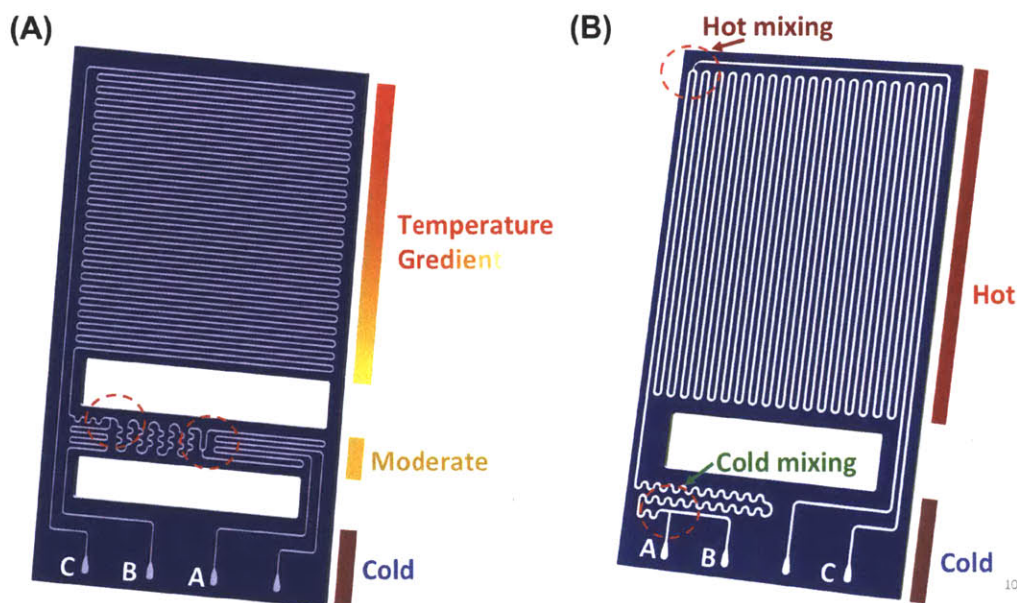 (A)
Temperature
Gredient
Moderate
Cold
C B A
(B)
Hot mixing
Hot
Cold mixing
A B C
Cold
10